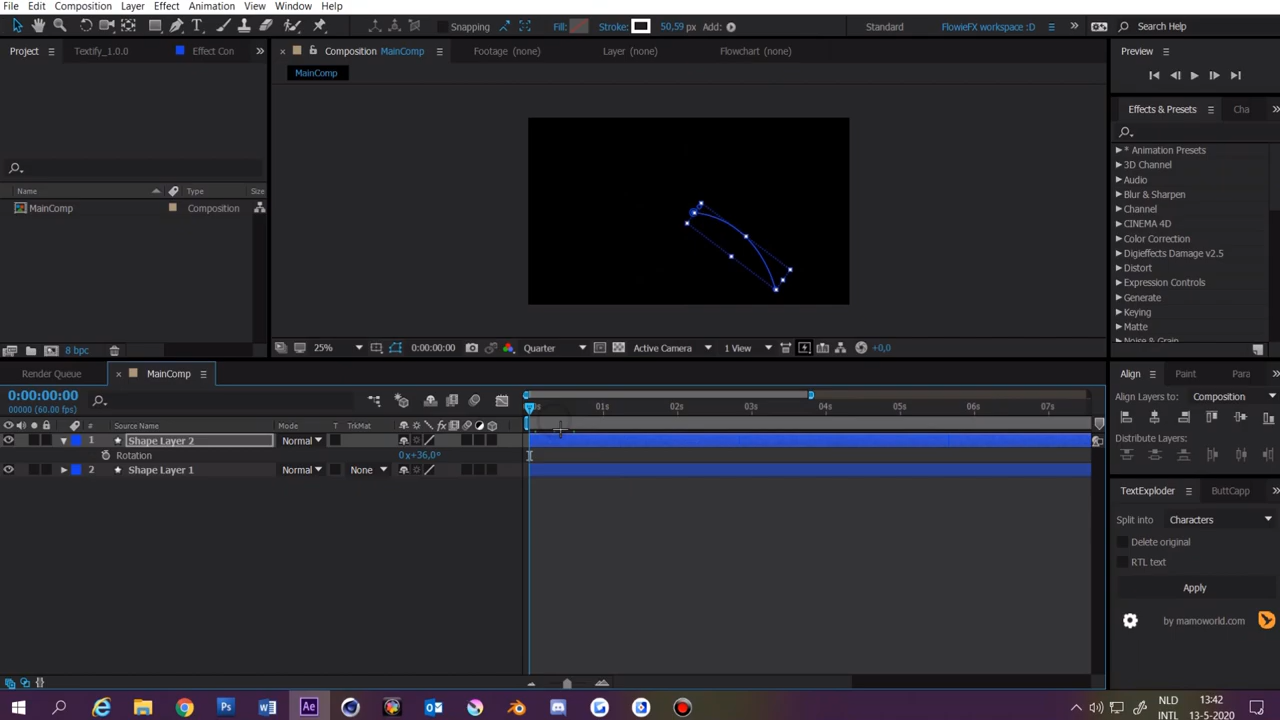 File Edit Composition Layer Effect Animation View Window Help
Snapping Fill: Stroke: 50,59 px Add: Standard FlowieFX workspace :D Search Help
Project Textify_1.0.0 Effect Con Composition MainComp Footage (none) Layer (none) Flowchart (none) Preview
MainComp
Effects & Presets Cha
* Animation Presets
3D Channel
Audio
Name Type Size
Blur & Sharpen
MainComp Composition
Channel
CINEMA 4D
Color Correction
Digieffects Damage v2.5
Distort
Expression Controls
Generate
Keying
Matte
Noise & Grain
8 bpc 25% 0:00:00:00 Quarter Active Camera 1 View +0,0
Render Queue MainComp Align Paint Para
0:00:00:00
00000 (60.00 fps)
Align Layers to: Composition
0s 01s 02s 03s 04s 05s 06s 07s
# Source Name Mode T TrkMat
1 Shape Layer 2 Normal
Rotation 0x+36,0°
2 Shape Layer 1 Normal None
Distribute Layers:
TextExploder ButtCapp
Split into Characters
Delete original
RTL text
Apply
by mamoworld.com
NLD 13:42
INTL 13-5-2020